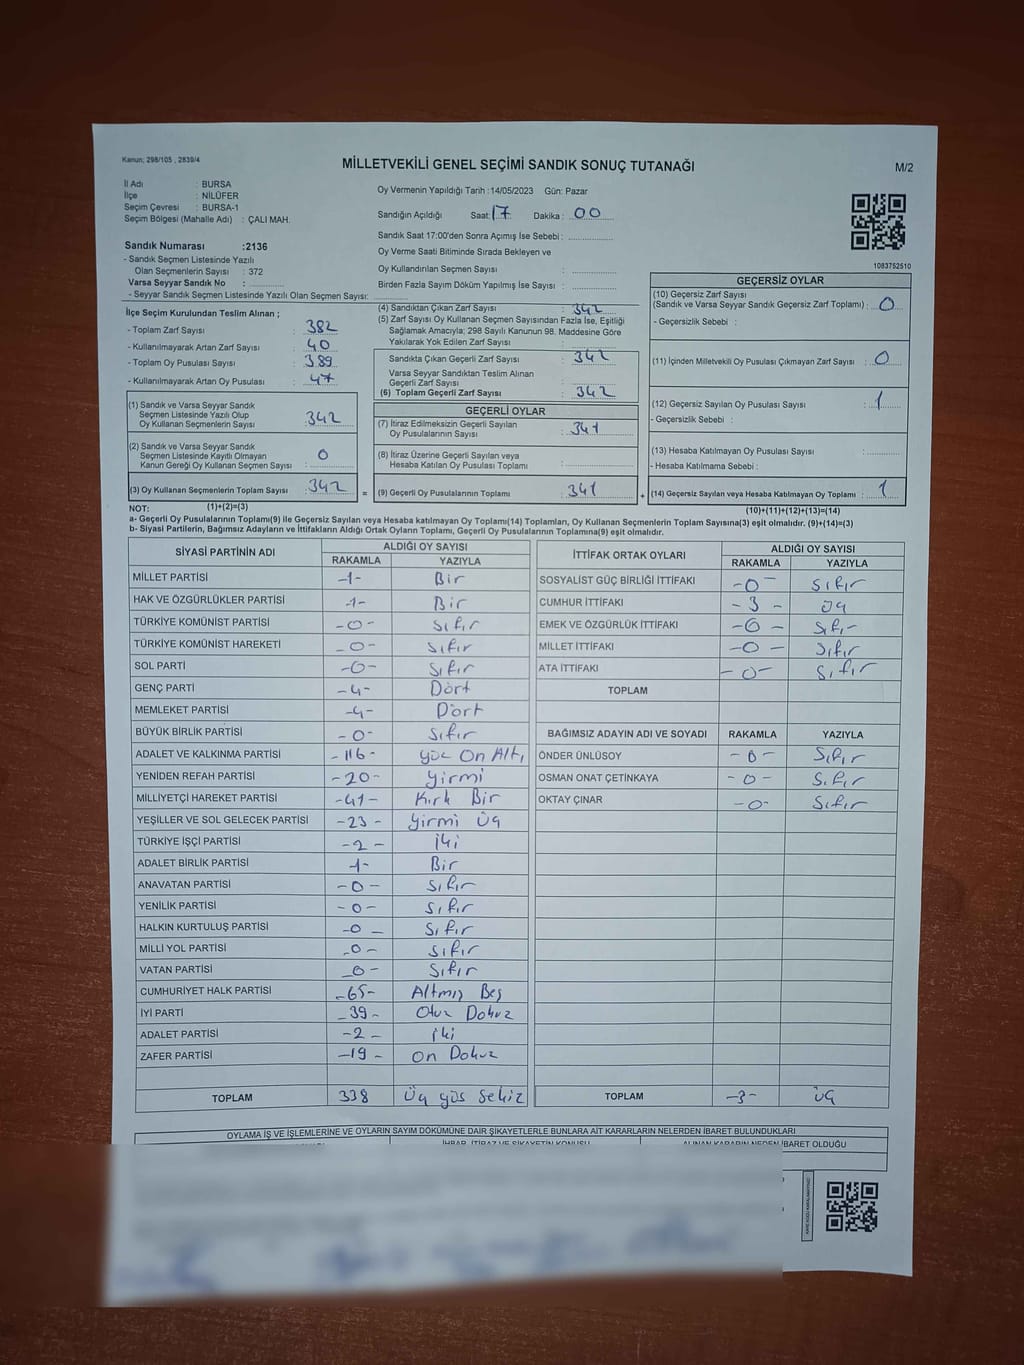 Kanun; 298/105 , 2839/4
MİLLETVEKİLİ GENEL SEÇİMİ SANDIK SONUÇ TUTANAĞI
M/2
İl Adı : BURSA
İlçe : NİLÜFER
Seçim Çevresi : BURSA-1
Seçim Bölgesi (Mahalle Adı) : ÇALI MAH.
Oy Vermenin Yapıldığı Tarih :14/05/2023 Gün: Pazar
Sandığın Açıldığı Saat: 17 Dakika : 00
Sandık Saat 17:00'den Sonra Açımış İse Sebebi :
Oy Verme Saati Bitiminde Sırada Bekleyen ve
Oy Kullandırılan Seçmen Sayısı :
Birden Fazla Sayım Döküm Yapılmış İse Sayısı :
1083752510
Sandık Numarası :2136
- Sandık Seçmen Listesinde Yazılı
Olan Seçmenlerin Sayısı : 372
Varsa Seyyar Sandık No :
- Seyyar Sandık Seçmen Listesinde Yazılı Olan Seçmen Sayısı:
İlçe Seçim Kurulundan Teslim Alınan ;
- Toplam Zarf Sayısı : 382
- Kullanılmayarak Artan Zarf Sayısı : 40
- Toplam Oy Pusulası Sayısı : 389
- Kullanılmayarak Artan Oy Pusulası : 47
(1) Sandık ve Varsa Seyyar Sandık
Seçmen Listesinde Yazılı Olup
Oy Kullanan Seçmenlerin Sayısı : 342
(2) Sandık ve Varsa Seyyar Sandık
Seçmen Listesinde Kayıtlı Olmayan
Kanun Gereği Oy Kullanan Seçmen Sayısı : 0
(3) Oy Kullanan Seçmenlerin Toplam Sayısı : 342
(1)+(2)=(3)
(4) Sandıktan Çıkan Zarf Sayısı : 342
(5) Zarf Sayısı Oy Kullanan Seçmen Sayısından Fazla İse, Eşitliği
Sağlamak Amacıyla; 298 Sayılı Kanunun 98. Maddesine Göre
Yakılarak Yok Edilen Zarf Sayısı :
Sandıkta Çıkan Geçerli Zarf Sayısı : 342
Varsa Seyyar Sandıktan Teslim Alınan
Geçerli Zarf Sayısı :
(6) Toplam Geçerli Zarf Sayısı : 342
GEÇERLİ OYLAR
(7) İtiraz Edilmeksizin Geçerli Sayılan
Oy Pusulalarının Sayısı : 341
(8) İtiraz Üzerine Geçerli Sayılan veya
Hesaba Katılan Oy Pusulası Toplamı :
= (9) Geçerli Oy Pusulalarının Toplamı : 341 +
GEÇERSİZ OYLAR
(10) Geçersiz Zarf Sayısı
(Sandık ve Varsa Seyyar Sandık Geçersiz Zarf Toplamı) : 0
- Geçersizlik Sebebi :
(11) İçinden Milletvekili Oy Pusulası Çıkmayan Zarf Sayısı : 0
(12) Geçersiz Sayılan Oy Pusulası Sayısı : 1
- Geçersizlik Sebebi :
(13) Hesaba Katılmayan Oy Pusulası Sayısı :
- Hesaba Katılmama Sebebi :
(14) Geçersiz Sayılan veya Hesaba Katılmayan Oy Toplamı : 1
(10)+(11)+(12)+(13)=(14)
NOT:
a- Geçerli Oy Pusulalarının Toplamı(9) ile Geçersiz Sayılan veya Hesaba katılmayan Oy Toplamı(14) Toplamları, Oy Kullanan Seçmenlerin Toplam Sayısına(3) eşit olmalıdır. (9)+(14)=(3)
b- Siyasi Partilerin, Bağımsız Adayların ve İttifakların Aldığı Ortak Oyların Toplamı, Geçerli Oy Pusulalarının Toplamına(9) eşit olmalıdır.
SİYASİ PARTİNİN ADI ALDIĞI OY SAYISI
RAKAMLA YAZIYLA
MİLLET PARTİSİ -1- Bir
HAK VE ÖZGÜRLÜKLER PARTİSİ -1- Bir
TÜRKİYE KOMÜNİST PARTİSİ -0- Sıfır
TÜRKİYE KOMÜNİST HAREKETİ -0- Sıfır
SOL PARTİ -0- Sıfır
GENÇ PARTİ -4- Dört
MEMLEKET PARTİSİ -4- Dört
BÜYÜK BİRLİK PARTİSİ -0- Sıfır
ADALET VE KALKINMA PARTİSİ -116- Yüz On Altı
YENİDEN REFAH PARTİSİ -20- Yirmi
MİLLİYETÇİ HAREKET PARTİSİ -41- Kırk Bir
YEŞİLLER VE SOL GELECEK PARTİSİ -23- Yirmi Üç
TÜRKİYE İŞÇİ PARTİSİ -2- İki
ADALET BİRLİK PARTİSİ -1- Bir
ANAVATAN PARTİSİ -0- Sıfır
YENİLİK PARTİSİ -0- Sıfır
HALKIN KURTULUŞ PARTİSİ -0- Sıfır
MİLLİ YOL PARTİSİ -0- Sıfır
VATAN PARTİSİ -0- Sıfır
CUMHURİYET HALK PARTİSİ -65- Altmış Beş
İYİ PARTİ -39- Otuz Dokuz
ADALET PARTİSİ -2- İki
ZAFER PARTİSİ -19- On Dokuz
TOPLAM 338 Üç yüs Sekiz
İTTİFAK ORTAK OYLARI ALDIĞI OY SAYISI
RAKAMLA YAZIYLA
SOSYALİST GÜÇ BİRLİĞİ İTTİFAKI -0- Sıfır
CUMHUR İTTİFAKI -3- Üç
EMEK VE ÖZGÜRLÜK İTTİFAKI -0- Sıfır
MİLLET İTTİFAKI -0- Sıfır
ATA İTTİFAKI -0- Sıfır
TOPLAM
BAĞIMSIZ ADAYIN ADI VE SOYADI RAKAMLA YAZIYLA
ÖNDER ÜNLÜSOY -0- Sıfır
OSMAN ONAT ÇETİNKAYA -0- Sıfır
OKTAY ÇINAR -0- Sıfır
TOPLAM -3- Üç
OYLAMA İŞ VE İŞLEMLERİNE VE OYLARIN SAYIM DÖKÜMÜNE DAİR ŞİKAYETLERLE BUNLARA AİT KARARLARIN NELERDEN İBARET BULUNDUKLARI
İHBAR, İTİRAZ VE ŞİKAYETİN KONUSU ALINAN KARARIN NEDEN İBARET OLDUĞU